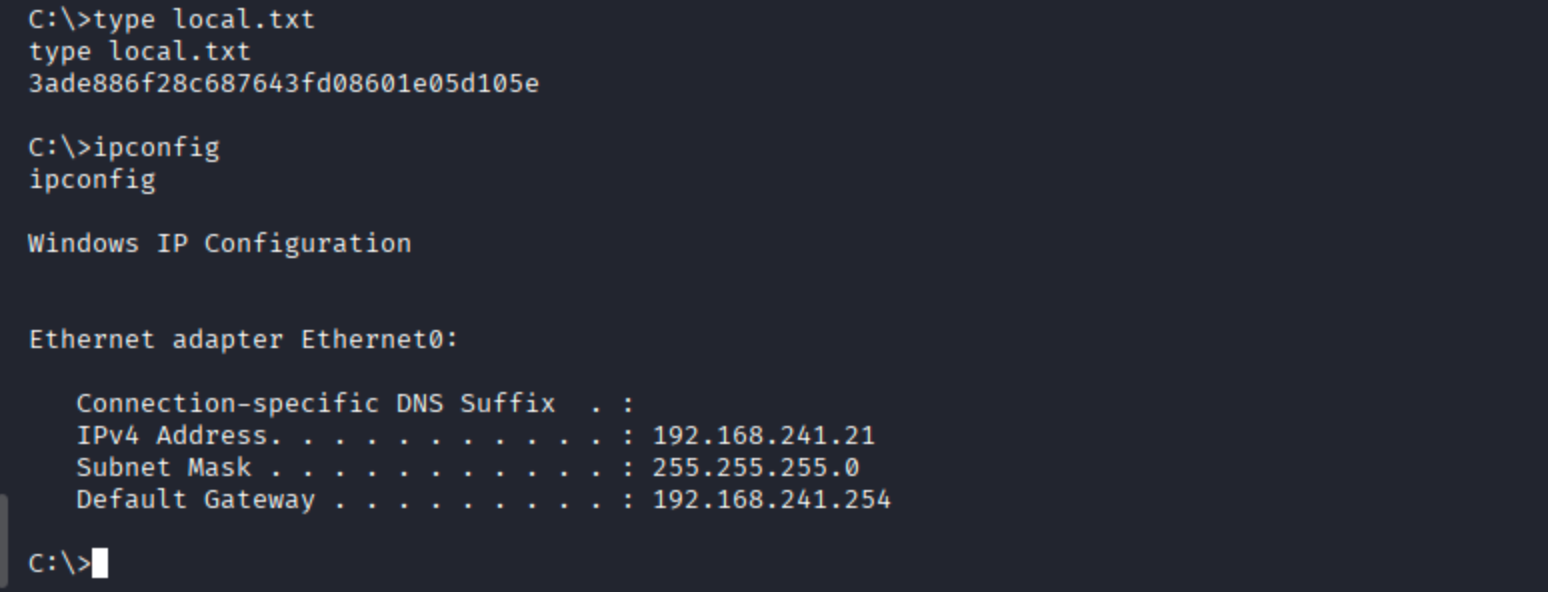 C:\>type local.txt
type local.txt
3ade886f28c687643fd08601e05d105e
C:\>ipconfig
ipconfig
Windows IP Configuration
Ethernet adapter Ethernet0:
   Connection-specific DNS Suffix  . :
   IPv4 Address. . . . . . . . . . . : 192.168.241.21
   Subnet Mask . . . . . . . . . . . : 255.255.255.0
   Default Gateway . . . . . . . . . : 192.168.241.254
C:\>